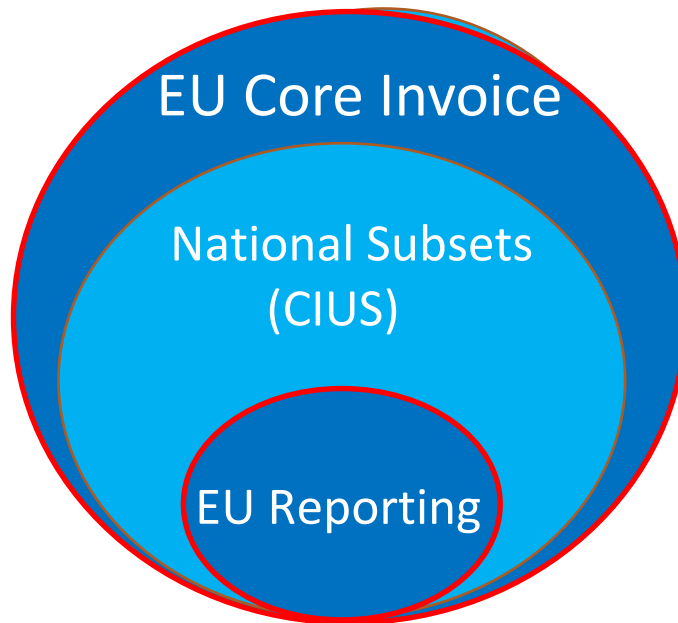 EU Core Invoice
National Subsets
(CIUS)
EU Reporting